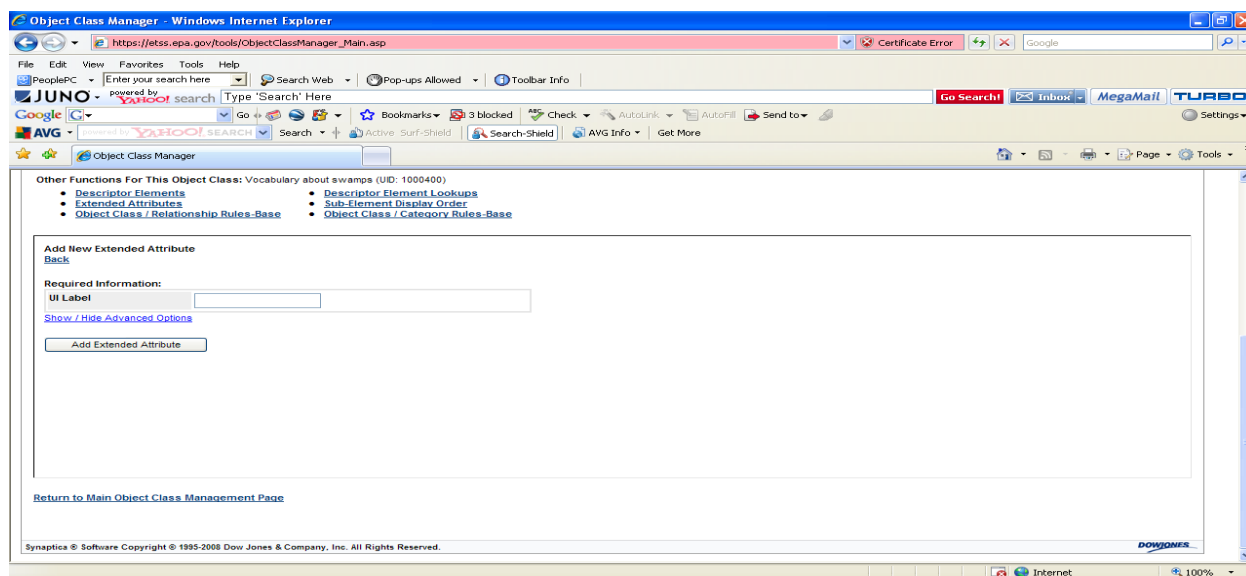 Object Class Manager - Windows Internet Explorer
https://etss.epa.gov/tools/ObjectClassManager_Main.asp Certificate Error Google
File Edit View Favorites Tools Help
PeoplePC Enter your search here Search Web Pop-ups Allowed Toolbar Info
JUNO powered by YAHOO! search Type 'Search' Here Go Search! Inbox MegaMail TURBO
Google G Go Bookmarks 3 blocked Check AutoLink AutoFill Send to Settings
AVG powered by YAHOO! SEARCH Search Active Surf-Shield Search-Shield AVG Info Get More
Object Class Manager Page Tools
Other Functions For This Object Class: Vocabulary about swamps (UID: 1000400)
• Descriptor Elements • Descriptor Element Lookups
• Extended Attributes • Sub-Element Display Order
• Object Class / Relationship Rules-Base • Object Class / Category Rules-Base
Add New Extended Attribute
Back
Required Information:
UI Label
Show / Hide Advanced Options
Add Extended Attribute
Return to Main Object Class Management Page
Synaptica ® Software Copyright ® 1995-2008 Dow Jones & Company, Inc. All Rights Reserved. DOWJONES
Internet 100%